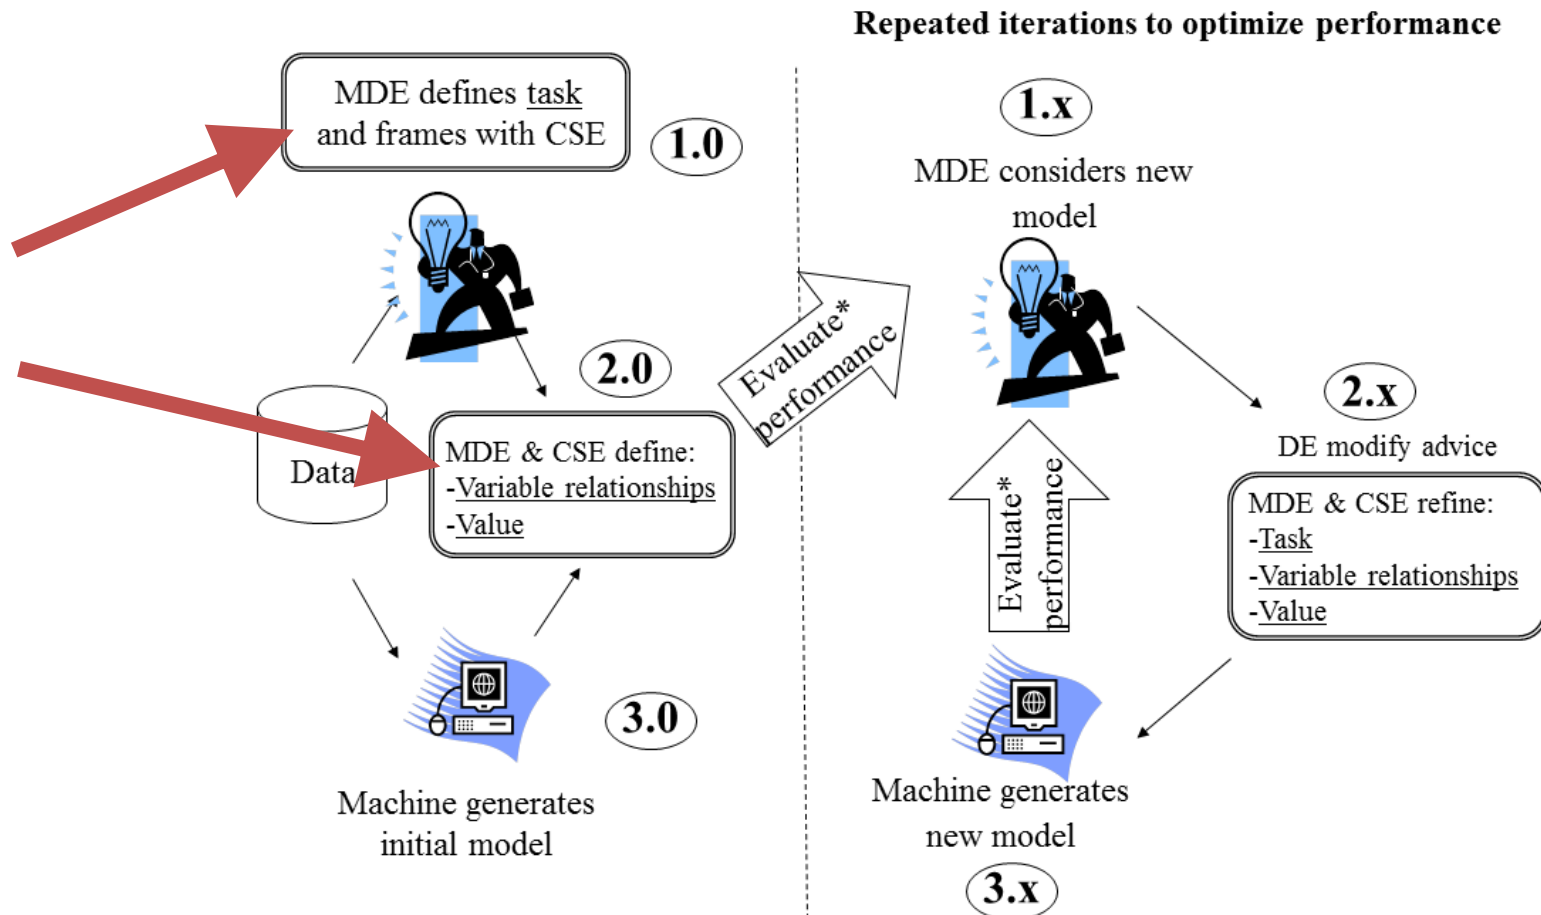 Repeated iterations to optimize performance
MDE defines task
and frames with CSE
1.0
2.0
Data
MDE & CSE define:
-Variable relationships
-Value
3.0
Machine generates
initial model
Evaluate*
performance
1.x
MDE considers new
model
2.x
DE modify advice
MDE & CSE refine:
-Task
-Variable relationships
-Value
Evaluate*
performance
Machine generates
new model
3.x